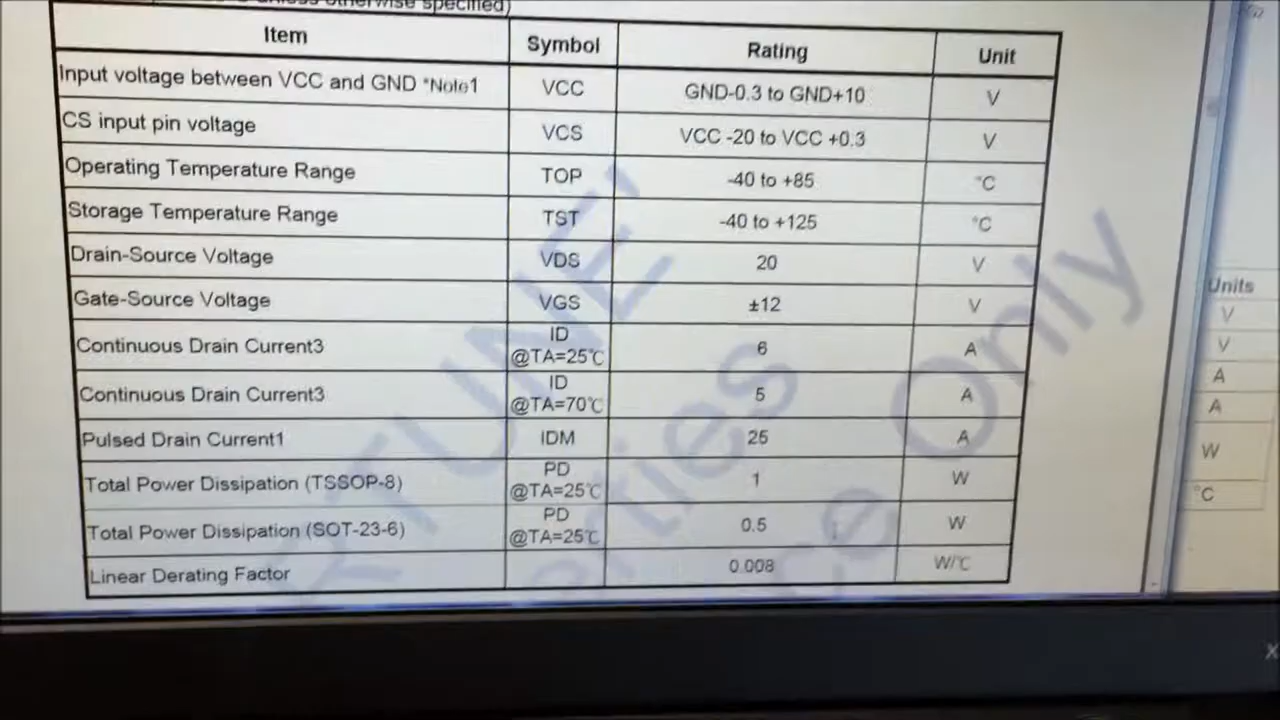 unless otherwise specified)
Item Symbol Rating Unit
Input voltage between VCC and GND *Note1 VCC GND-0.3 to GND+10 V
CS input pin voltage VCS VCC -20 to VCC +0.3 V
Operating Temperature Range TOP -40 to +85 °C
Storage Temperature Range TST -40 to +125 °C
Drain-Source Voltage VDS 20 V
Gate-Source Voltage VGS ±12 V
Continuous Drain Current3 ID @TA=25℃ 6 A
Continuous Drain Current3 ID @TA=70℃ 5 A
Pulsed Drain Current1 IDM 25 A
Total Power Dissipation (TSSOP-8) PD @TA=25℃ 1 W
Total Power Dissipation (SOT-23-6) PD @TA=25℃ 0.5 W
Linear Derating Factor 0.008 W/℃
Only
Units
V
V
A
A
W
°C